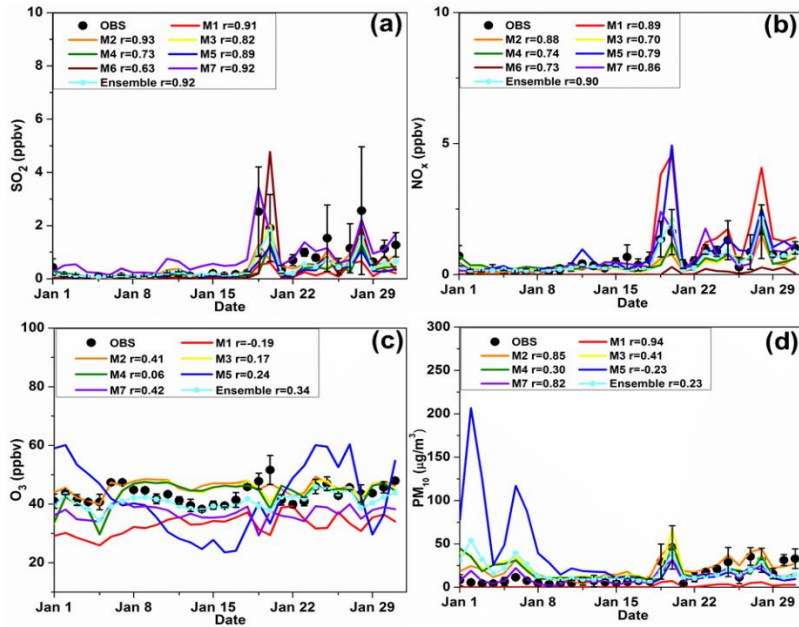 (a)
OBS M1 r=0.91
M2 r=0.93 M3 r=0.82
M4 r=0.73 M5 r=0.89
M6 r=0.63 M7 r=0.92
Ensemble r=0.92
SO2 (ppbv)
10
8
6
4
2
0
Jan 1 Jan 8 Jan 15 Jan 22 Jan 29
Date
(b)
OBS M1 r=0.89
M2 r=0.88 M3 r=0.70
M4 r=0.74 M5 r=0.79
M6 r=0.73 M7 r=0.86
Ensemble r=0.90
NOx (ppbv)
10
5
0
Jan 1 Jan 8 Jan 15 Jan 22 Jan 29
Date
(c)
OBS M1 r=-0.19
M2 r=0.41 M3 r=0.17
M4 r=0.06 M5 r=0.24
M7 r=0.42 Ensemble r=0.34
O3 (ppbv)
100
80
60
40
20
Jan 1 Jan 8 Jan 15 Jan 22 Jan 29
Date
(d)
OBS M1 r=0.94
M2 r=0.85 M3 r=0.41
M4 r=0.30 M5 r=-0.23
M7 r=0.82 Ensemble r=0.23
PM10 (μg/m3)
300
250
200
150
100
50
0
Jan 1 Jan 8 Jan 15 Jan 22 Jan 29
Date